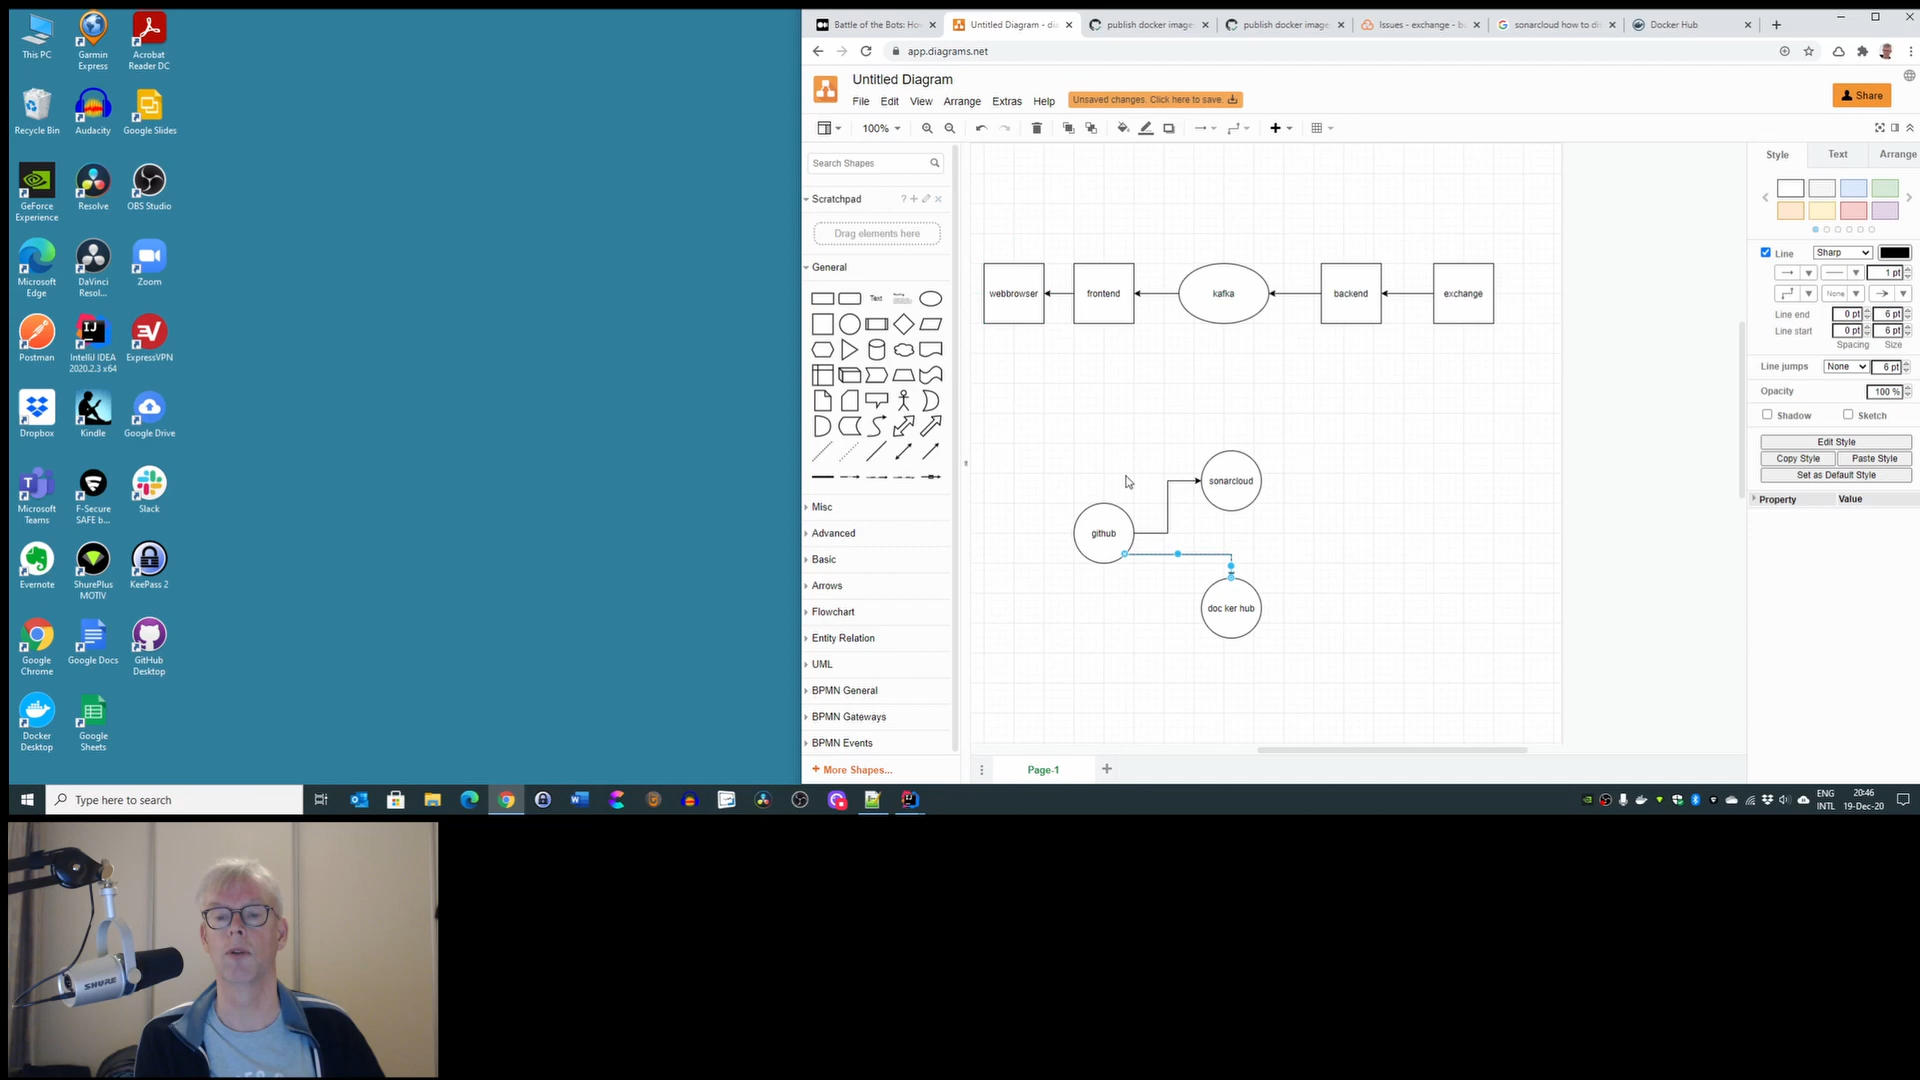 This PC
Garmin
Express
Acrobat
Reader DC
Recycle Bin
Audacity
Google Slides
GeForce
Experience
Resolve
OBS Studio
Microsoft
Edge
DaVinci
Resol...
Zoom
Postman
IntelliJ IDEA
2020.2.3 x64
ExpressVPN
Dropbox
Kindle
Google Drive
Microsoft
Teams
F-Secure
SAFE b...
Slack
Evernote
ShurePlus
MOTIV
KeePass 2
Google
Chrome
Google Docs
GitHub
Desktop
Docker
Desktop
Google
Sheets
Battle of the Bots: Ho
Untitled Diagram - di
publish docker image
publish docker image
Issues - exchange - b
sonarcloud how to di
Docker Hub
app.diagrams.net
Untitled Diagram
File Edit View Arrange Extras Help
Unsaved changes. Click here to save.
Share
100%
Search Shapes
Scratchpad
Drag elements here
General
Text
Misc
Advanced
Basic
Arrows
Flowchart
Entity Relation
UML
BPMN General
BPMN Gateways
BPMN Events
+ More Shapes...
webbrowser
frontend
kafka
backend
exchange
sonarcloud
github
doc ker hub
Page-1
Style Text Arrange
Line Sharp
1 pt
None
Line end 0 pt 6 pt
Line start 0 pt 6 pt
Spacing Size
Line jumps None 6 pt
Opacity 100 %
Shadow Sketch
Edit Style
Copy Style Paste Style
Set as Default Style
Property Value
Type here to search
ENG
INTL
20:46
19-Dec-20
SHURE